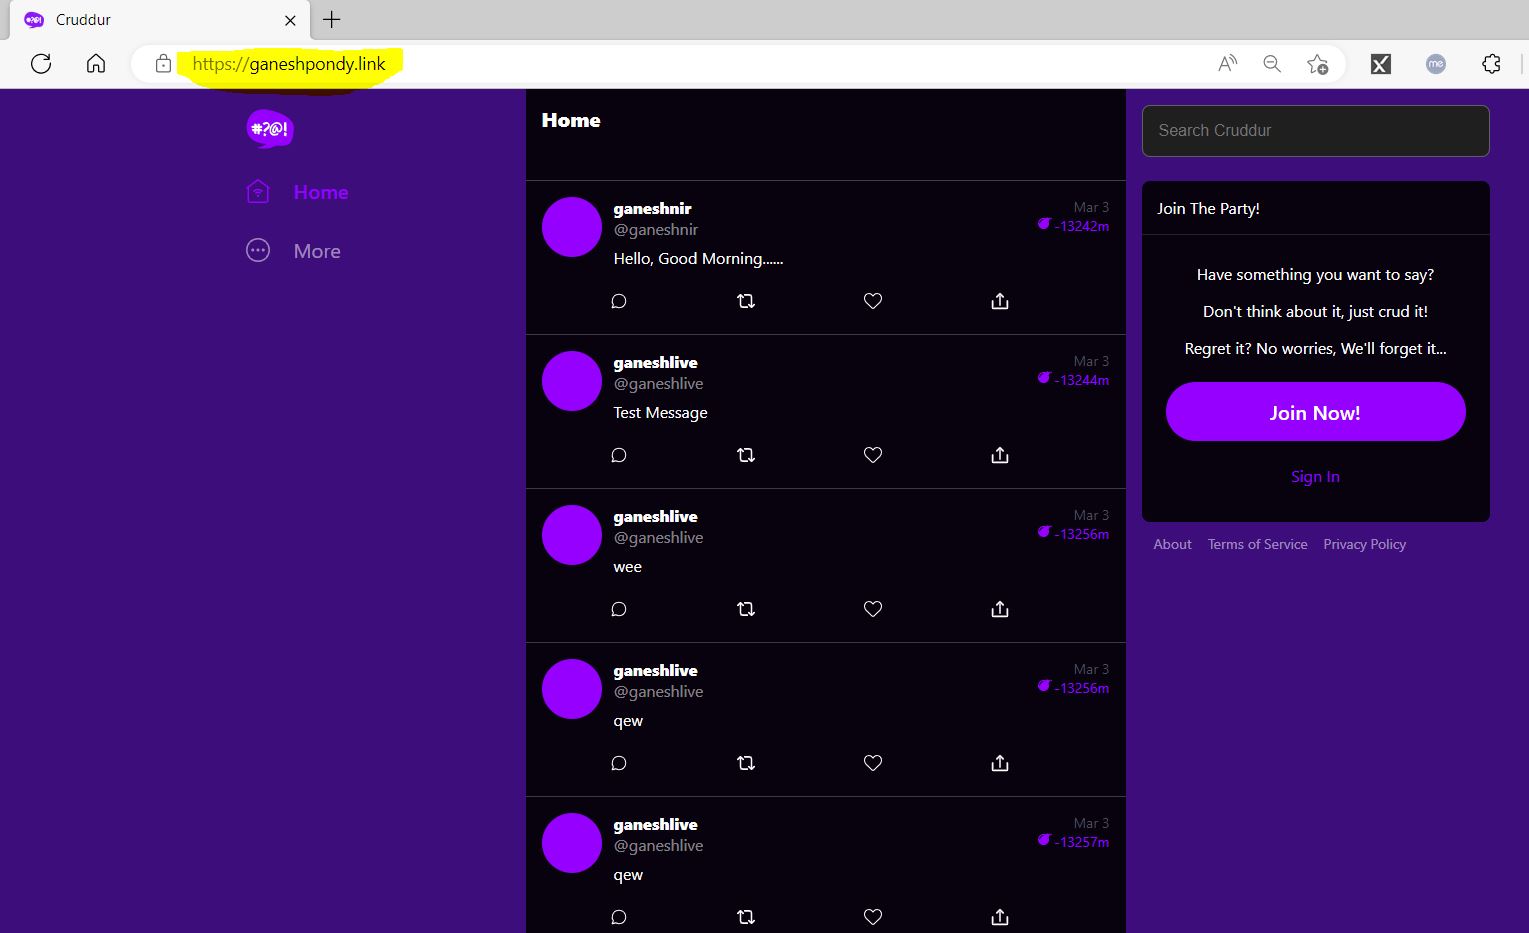 Cruddur
https://ganeshpondy.link
me
#?@!
Home
More
Home
ganeshnir
@ganeshnir
Mar 3
-13242m
Hello, Good Morning......
ganeshlive
@ganeshlive
Mar 3
-13244m
Test Message
ganeshlive
@ganeshlive
Mar 3
-13256m
wee
ganeshlive
@ganeshlive
Mar 3
-13256m
qew
ganeshlive
@ganeshlive
Mar 3
-13257m
qew
Search Cruddur
Join The Party!
Have something you want to say?
Don't think about it, just crud it!
Regret it? No worries, We'll forget it...
Join Now!
Sign In
About Terms of Service Privacy Policy